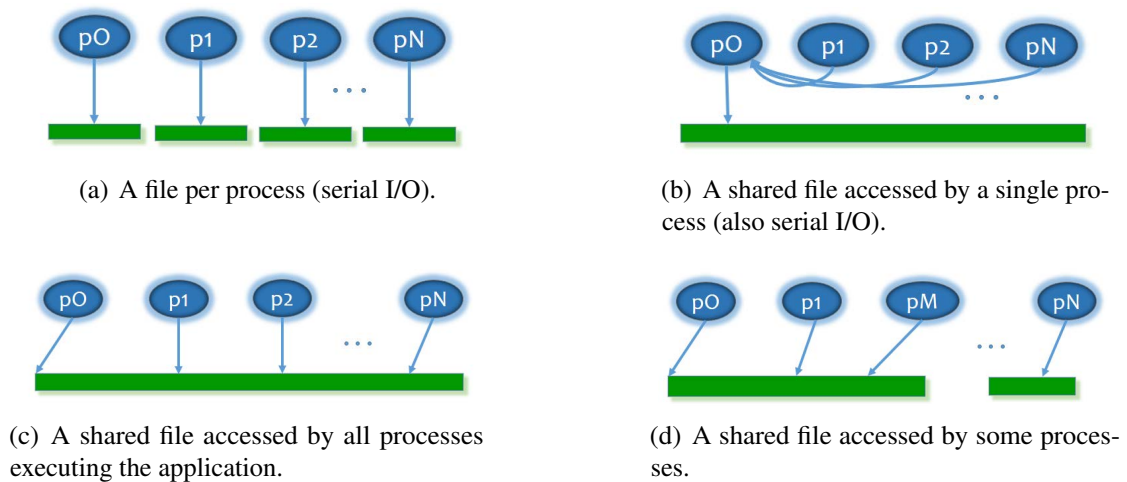 pO p1 p2 pN
...
(a) A file per process (serial I/O).
pO p1 p2 pN
...
(b) A shared file accessed by a single pro-
cess (also serial I/O).
pO p1 p2 pN
...
(c) A shared file accessed by all processes
executing the application.
pO p1 pM pN
...
(d) A shared file accessed by some proces-
ses.